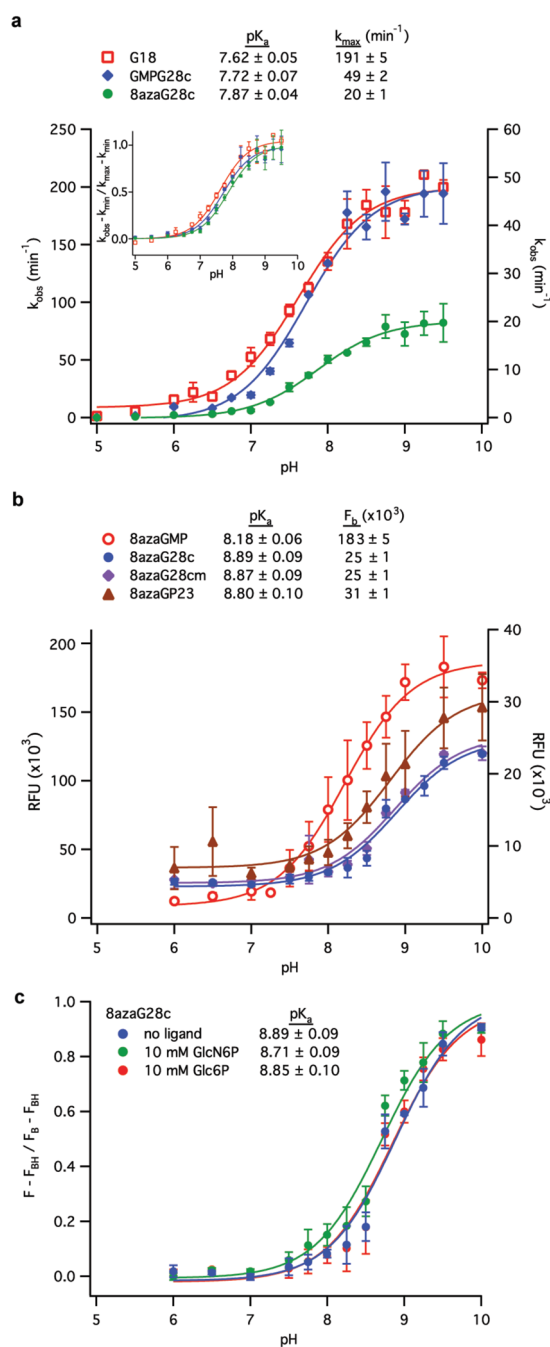 a
pKa kmax (min-1)
G18 7.62 ± 0.05 191 ± 5
GMPG28c 7.72 ± 0.07 49 ± 2
8azaG28c 7.87 ± 0.04 20 ± 1
250 60
200 50
150 40
100 30
50 20
0 10
0
kobs (min-1)
kobs (min-1)
5 6 7 8 9 10
pH
1.0
0.5
0.0
kobs - kmin / kmax - kmin
5 6 7 8 9 10
pH
b
pKa Fb (x10³)
8azaGMP 8.18 ± 0.06 183 ± 5
8azaG28c 8.89 ± 0.09 25 ± 1
8azaG28cm 8.87 ± 0.09 25 ± 1
8azaGP23 8.80 ± 0.10 31 ± 1
200 40
150 30
100 20
50 10
0 0
RFU (x10³)
RFU (x10³)
5 6 7 8 9 10
pH
c
8azaG28c pKa
no ligand 8.89 ± 0.09
10 mM GlcN6P 8.71 ± 0.09
10 mM Glc6P 8.85 ± 0.10
1.0
0.8
0.6
0.4
0.2
0.0
F - FBH / FB - FBH
5 6 7 8 9 10
pH